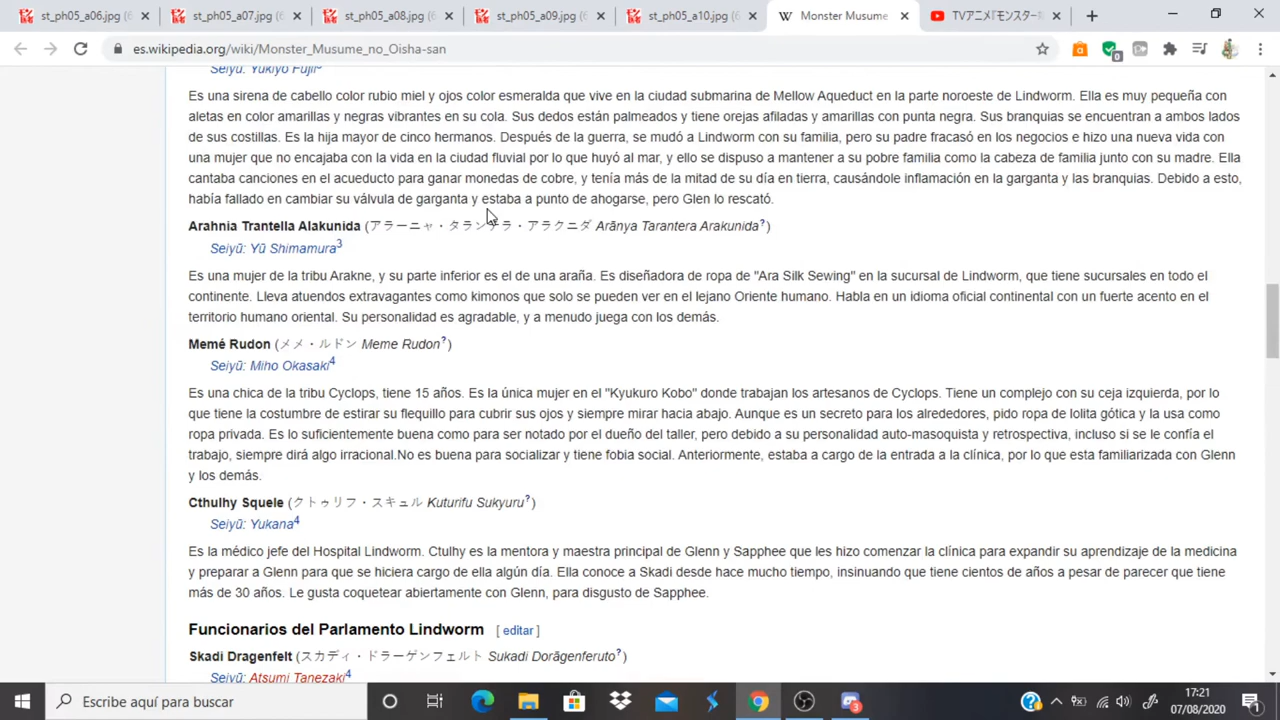 st_ph05_a06.jpg (6
st_ph05_a07.jpg (6
st_ph05_a08.jpg (6
st_ph05_a09.jpg (6
st_ph05_a10.jpg (6
Monster Musume
TVアニメ『モンスター
es.wikipedia.org/wiki/Monster_Musume_no_Oisha-san
Seiyū: Yukiyo Fujii
Es una sirena de cabello color rubio miel y ojos color esmeralda que vive en la ciudad submarina de Mellow Aqueduct en la parte noroeste de Lindworm. Ella es muy pequeña con
aletas en color amarillas y negras vibrantes en su cola. Sus dedos están palmeados y tiene orejas afiladas y amarillas con punta negra. Sus branquias se encuentran a ambos lados
de sus costillas. Es la hija mayor de cinco hermanos. Después de la guerra, se mudó a Lindworm con su familia, pero su padre fracasó en los negocios e hizo una nueva vida con
una mujer que no encajaba con la vida en la ciudad fluvial por lo que huyó al mar, y ello se dispuso a mantener a su pobre familia como la cabeza de familia junto con su madre. Ella
cantaba canciones en el acueducto para ganar monedas de cobre, y tenía más de la mitad de su día en tierra, causándole inflamación en la garganta y las branquias. Debido a esto,
había fallado en cambiar su válvula de garganta y estaba a punto de ahogarse, pero Glen lo rescató.
Arahnia Trantella Alakunida (アラーニャ・タランテラ・アラクニダ Arānya Tarantera Arakunida?)
Seiyū: Yū Shimamura3
Es una mujer de la tribu Arakne, y su parte inferior es el de una araña. Es diseñadora de ropa de "Ara Silk Sewing" en la sucursal de Lindworm, que tiene sucursales en todo el
continente. Lleva atuendos extravagantes como kimonos que solo se pueden ver en el lejano Oriente humano. Habla en un idioma oficial continental con un fuerte acento en el
territorio humano oriental. Su personalidad es agradable, y a menudo juega con los demás.
Memé Rudon (メメ・ルドン Meme Rudon?)
Seiyū: Miho Okasaki4
Es una chica de la tribu Cyclops, tiene 15 años. Es la única mujer en el "Kyukuro Kobo" donde trabajan los artesanos de Cyclops. Tiene un complejo con su ceja izquierda, por lo
que tiene la costumbre de estirar su flequillo para cubrir sus ojos y siempre mirar hacia abajo. Aunque es un secreto para los alrededores, pido ropa de lolita gótica y la usa como
ropa privada. Es lo suficientemente buena como para ser notado por el dueño del taller, pero debido a su personalidad auto-masoquista y retrospectiva, incluso si se le confía el
trabajo, siempre dirá algo irracional.No es buena para socializar y tiene fobia social. Anteriormente, estaba a cargo de la entrada a la clínica, por lo que esta familiarizada con Glenn
y los demás.
Cthulhy Squele (クトゥリフ・スキュル Kuturifu Sukyuru?)
Seiyū: Yukana4
Es la médico jefe del Hospital Lindworm. Ctulhy es la mentora y maestra principal de Glenn y Sapphee que les hizo comenzar la clínica para expandir su aprendizaje de la medicina
y preparar a Glenn para que se hiciera cargo de ella algún día. Ella conoce a Skadi desde hace mucho tiempo, insinuando que tiene cientos de años a pesar de parecer que tiene
más de 30 años. Le gusta coquetear abiertamente con Glenn, para disgusto de Sapphee.
Funcionarios del Parlamento Lindworm [ editar ]
Skadi Dragenfelt (スカディ・ドラーゲンフェルト Sukadi Dorāgenferuto?)
Seiyū: Atsumi Tanezaki4
Escribe aquí para buscar
17:21
07/08/2020